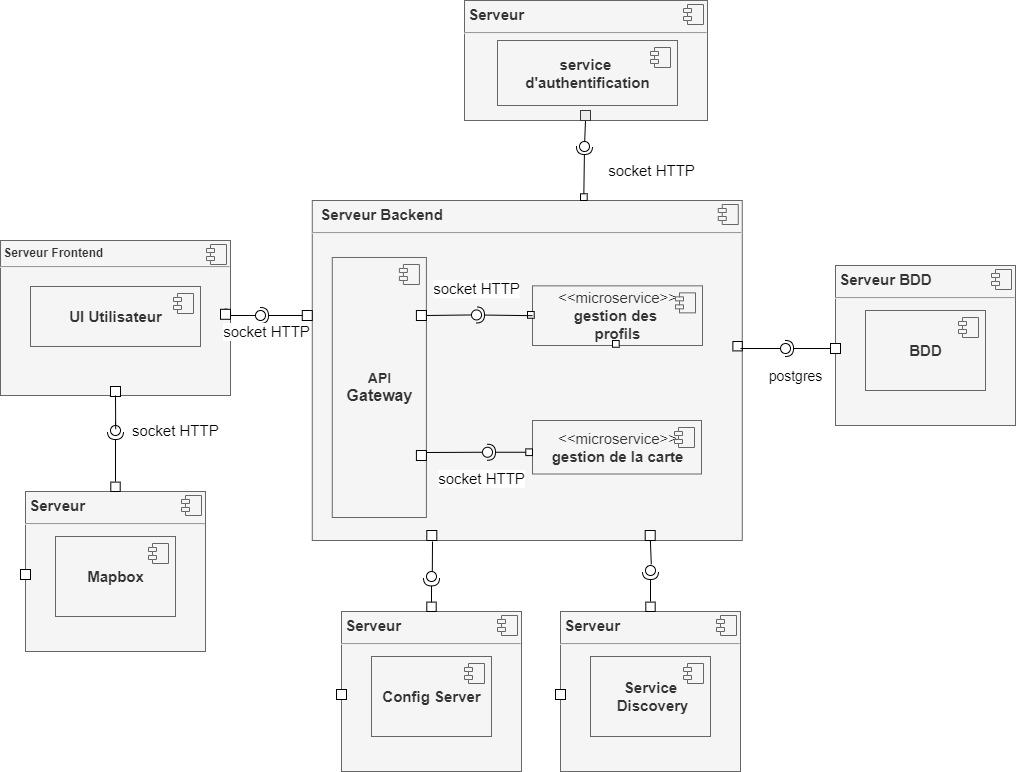 Serveur
service
d'authentification
socket HTTP
Serveur Backend
Serveur Frontend
UI Utilisateur
socket HTTP
socket HTTP
<<microservice>>
gestion des
profils
API
Gateway
<<microservice>>
gestion de la carte
socket HTTP
Serveur BDD
BDD
postgres
socket HTTP
Serveur
Mapbox
Serveur
Config Server
Serveur
Service
Discovery